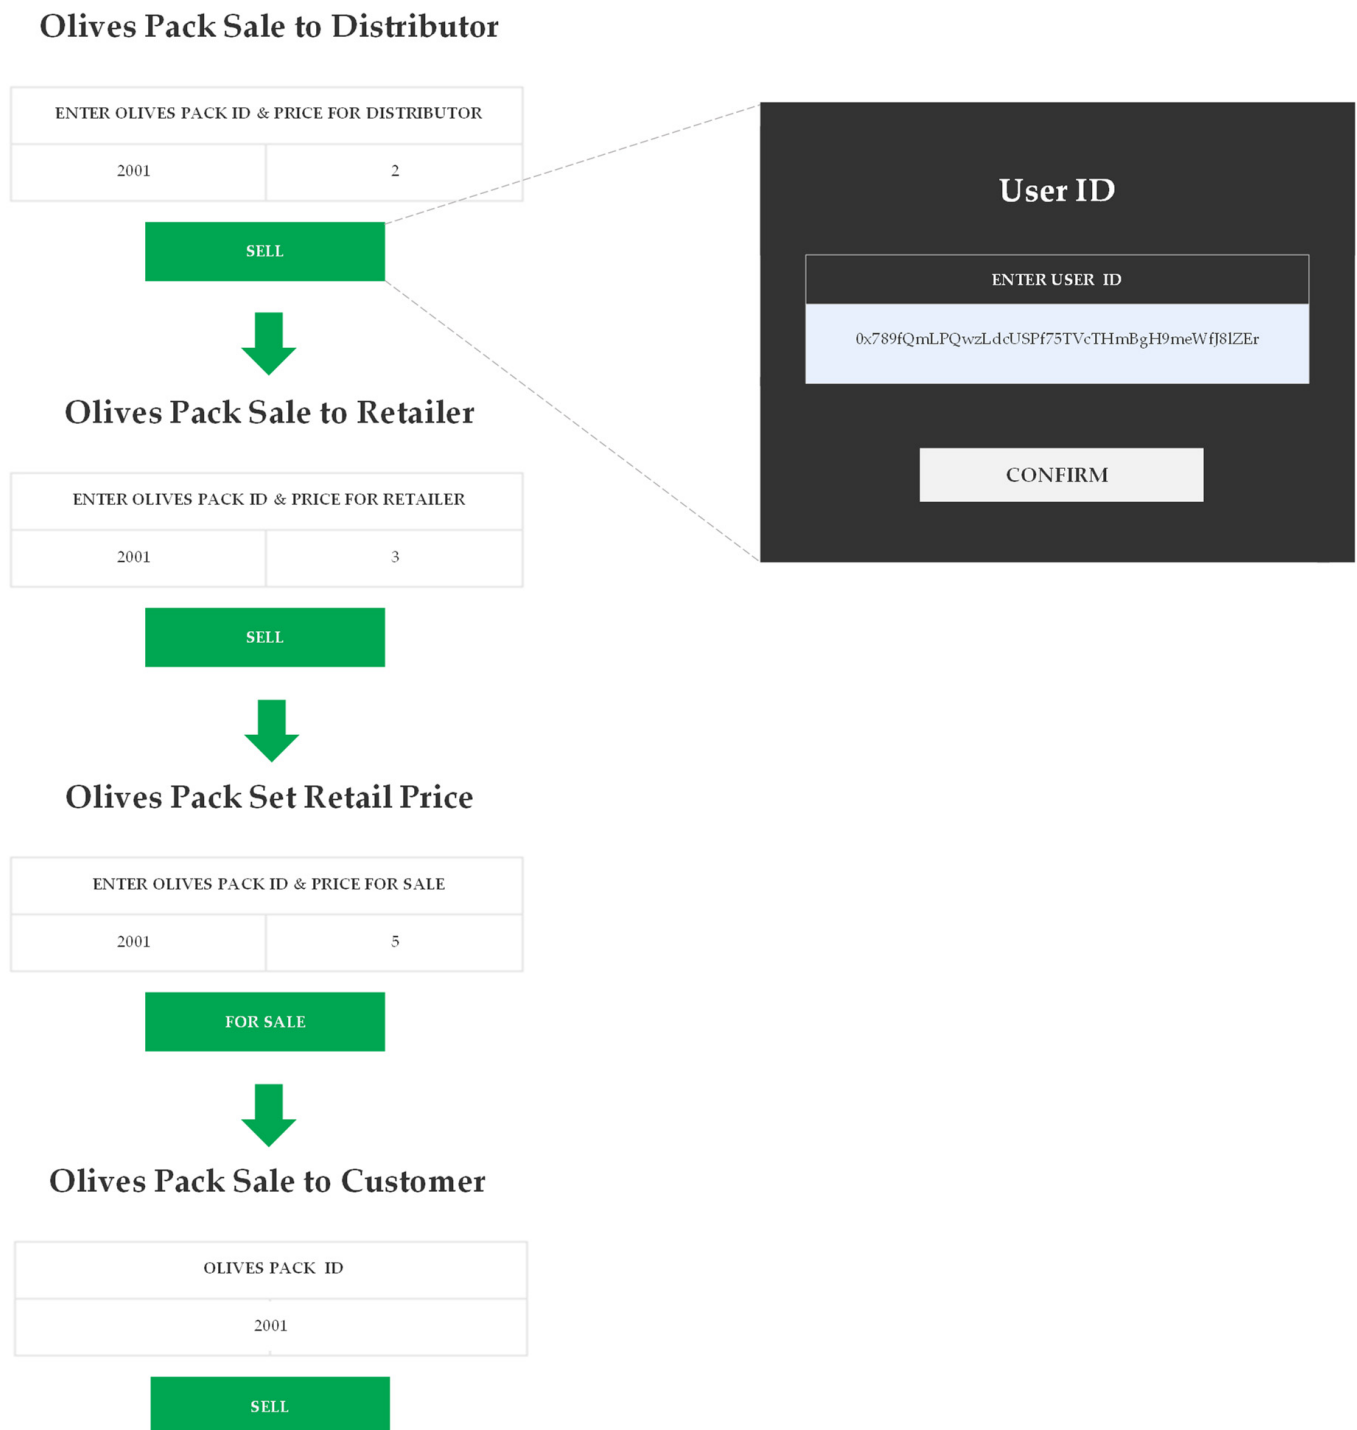 Olives Pack Sale to Distributor
ENTER OLIVES PACK ID & PRICE FOR DISTRIBUTOR
2001 2
SELL
User ID
ENTER USER ID
0x789fQmLPQwzLdcUSPf75TVcTHmBgH9meWfJ8lZEr
CONFIRM
Olives Pack Sale to Retailer
ENTER OLIVES PACK ID & PRICE FOR RETAILER
2001 3
SELL
Olives Pack Set Retail Price
ENTER OLIVES PACK ID & PRICE FOR SALE
2001 5
FOR SALE
Olives Pack Sale to Customer
OLIVES PACK ID
2001
SELL